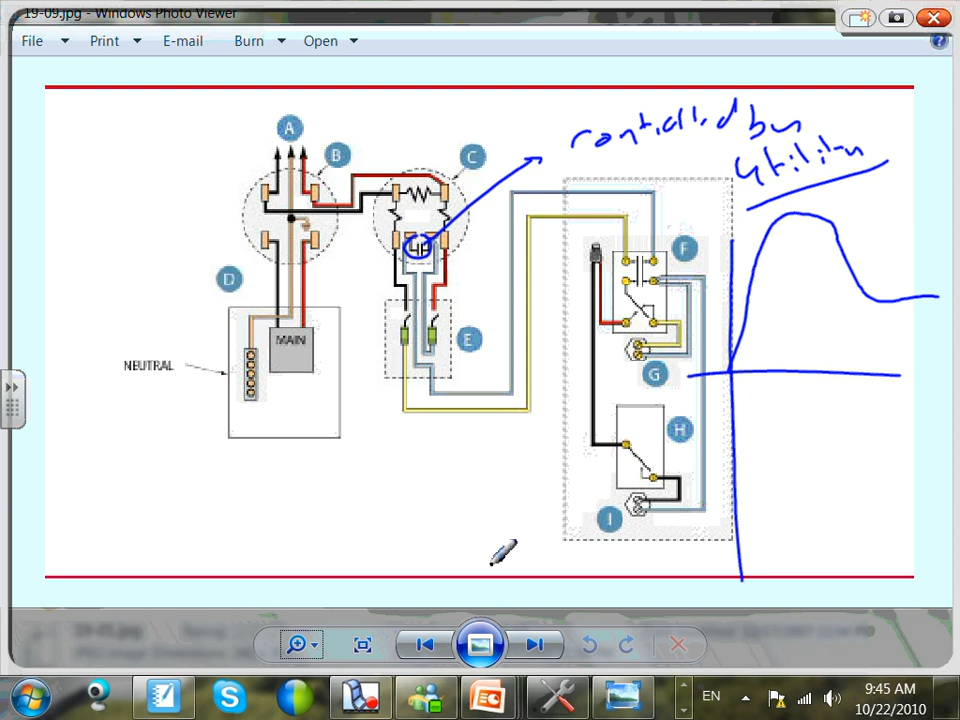 19-09.jpg - Windows Photo Viewer
File Print E-mail Burn Open
A
B
C
controlled by
utility
D
F
E
MAIN
NEUTRAL
G
H
I
EN
9:45 AM
10/22/2010